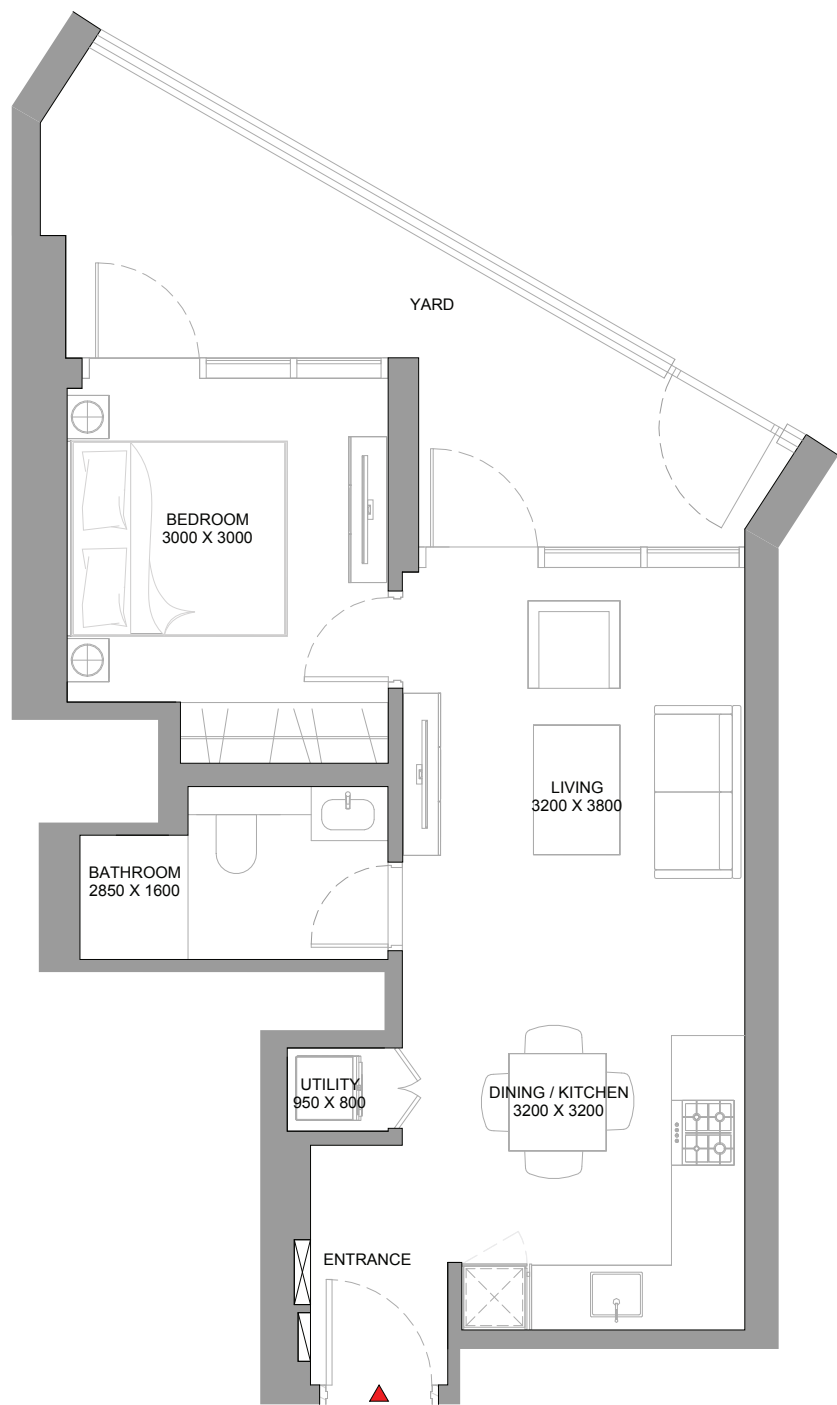 YARD
BEDROOM
3000 X 3000
LIVING
3200 X 3800
BATHROOM
2850 X 1600
UTILITY
950 X 800
DINING / KITCHEN
3200 X 3200
ENTRANCE